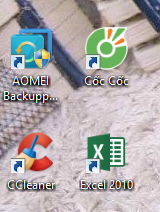 AOMEI
Backupp...
Cốc Cốc
CCleaner
Excel 2010